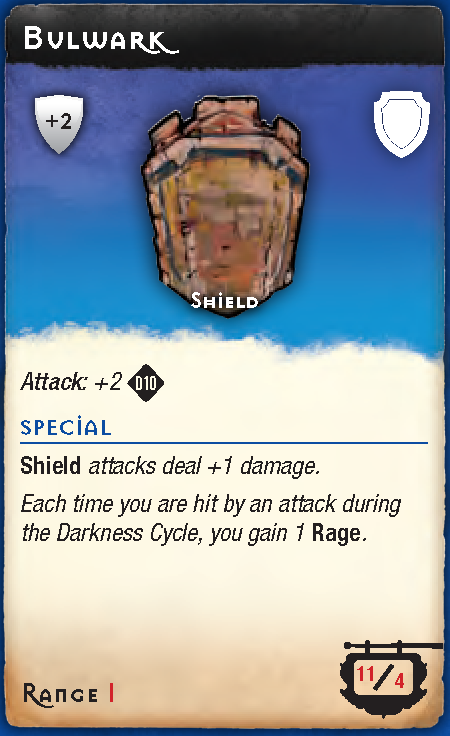 Bulwark
+2
Shield
Attack: +2 D10
Special
Shield attacks deal +1 damage.
Each time you are hit by an attack during
the Darkness Cycle, you gain 1 Rage.
Range 1
11/4